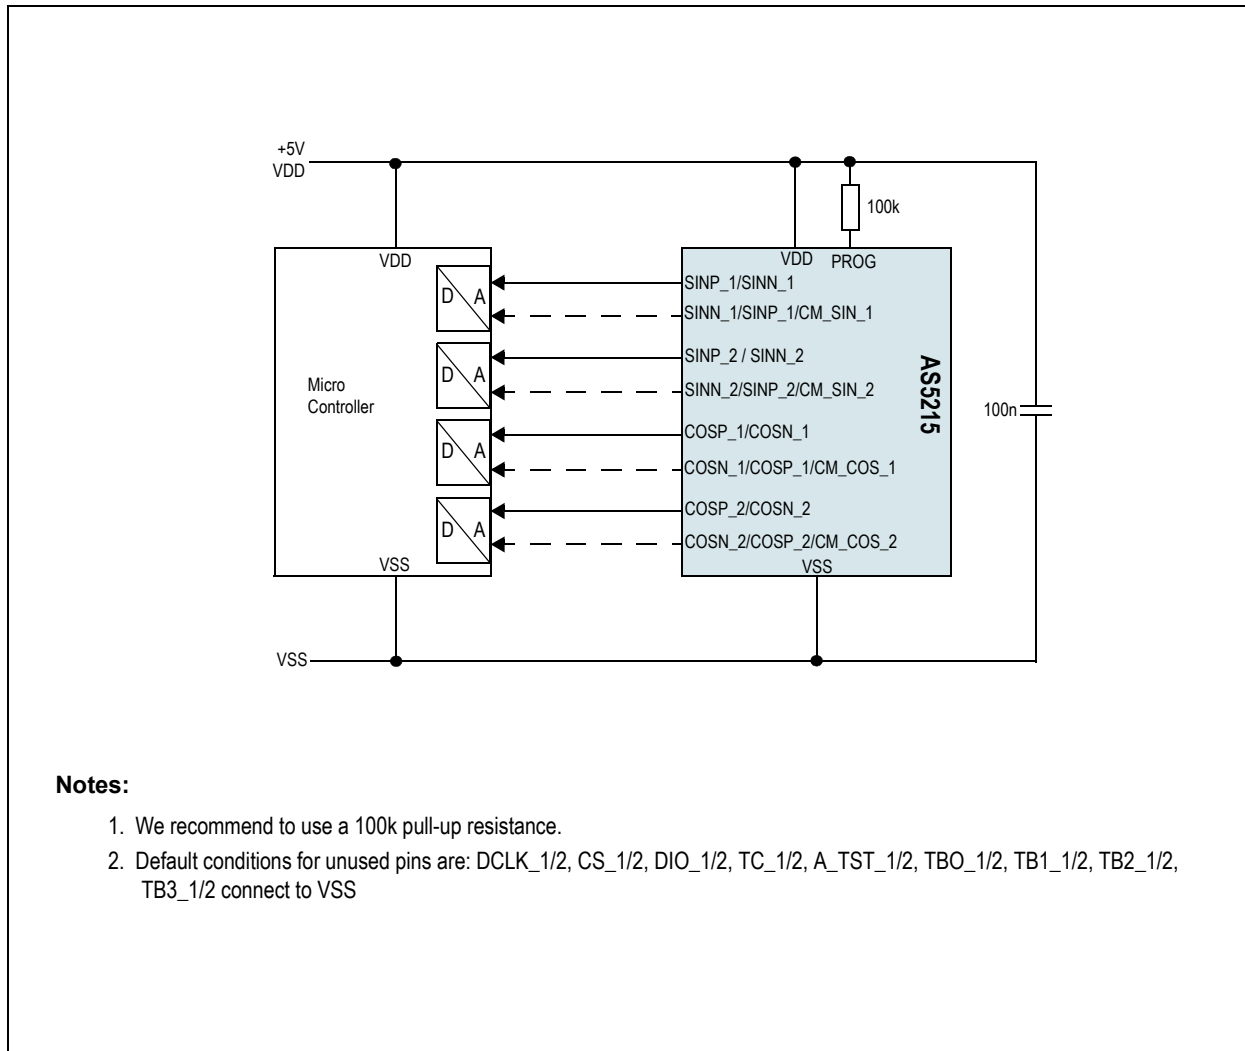 +5V
VDD
100k
VDD
D A
Micro
Controller
D A
D A
D A
VSS
VDD PROG
SINP_1/SINN_1
SINN_1/SINP_1/CM_SIN_1
SINP_2 / SINN_2
SINN_2/SINP_2/CM_SIN_2
COSP_1/COSN_1
COSN_1/COSP_1/CM_COS_1
COSP_2/COSN_2
COSN_2/COSP_2/CM_COS_2
VSS
AS5215
100n
VSS
Notes:
1. We recommend to use a 100k pull-up resistance.
2. Default conditions for unused pins are: DCLK_1/2, CS_1/2, DIO_1/2, TC_1/2, A_TST_1/2, TBO_1/2, TB1_1/2, TB2_1/2,
TB3_1/2 connect to VSS